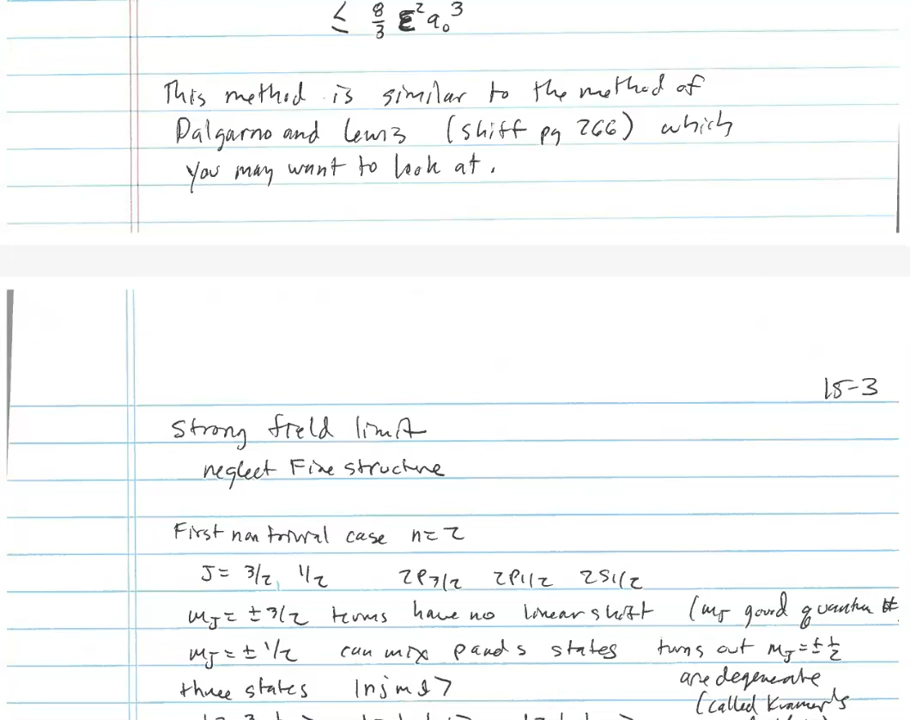 ≤ 8/3 E² a₀³
This method is similar to the method of
Dalgarno and Lewis (shiff pg 266) which
you may want to look at.
15-3
Strong field limit
neglect Fine structure
First non trivial case n=2
J= 3/2, 1/2 2P3/2 2P1/2 2S1/2
mJ= ±3/2 terms have no linear shift (mJ good quantum #
mJ= ±1/2 can mix p and s states turns out mJ=±½
are degenerate
three states |njml>
(called Kramer's